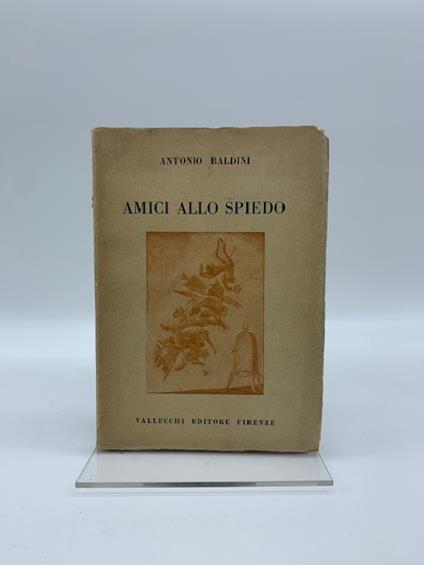 ANTONIO BALDINI
AMICI ALLO SPIEDO
VALLECCHI EDITORE FIRENZE